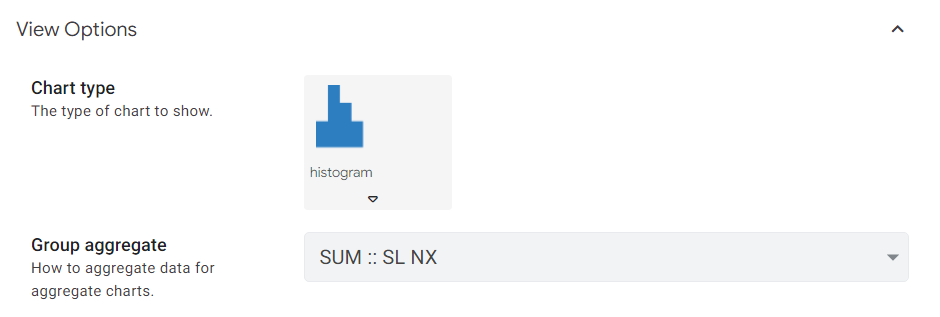 View Options
Chart type
The type of chart to show.
histogram
Group aggregate
How to aggregate data for
aggregate charts.
SUM :: SL NX